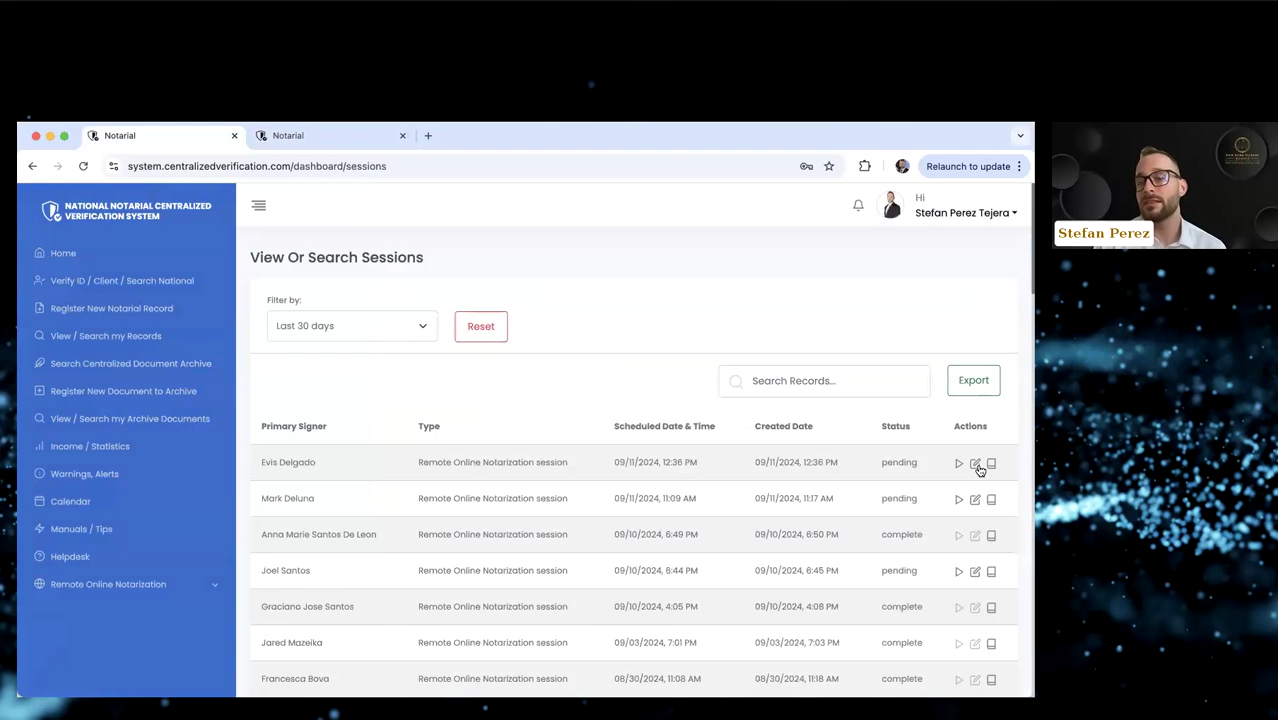 Notarial
Notarial
system.centralizedverification.com/dashboard/sessions
Relaunch to update
NATIONAL NOTARIAL CENTRALIZED
VERIFICATION SYSTEM
Home
Verify ID / Client / Search National
Register New Notarial Record
View / Search my Records
Search Centralized Document Archive
Register New Document to Archive
View / Search my Archive Documents
Income / Statistics
Warnings, Alerts
Calendar
Manuals / Tips
Helpdesk
Remote Online Notarization
Hi
Stefan Perez Tejera
View Or Search Sessions
Filter by:
Last 30 days
Reset
Search Records...
Export
Primary Signer Type Scheduled Date & Time Created Date Status Actions
Evis Delgado Remote Online Notarization session 09/11/2024, 12:36 PM 09/11/2024, 12:36 PM pending
Mark Deluna Remote Online Notarization session 09/11/2024, 11:09 AM 09/11/2024, 11:17 AM pending
Anna Marie Santos De Leon Remote Online Notarization session 09/10/2024, 6:49 PM 09/10/2024, 6:50 PM complete
Joel Santos Remote Online Notarization session 09/10/2024, 6:44 PM 09/10/2024, 6:45 PM pending
Graciano Jose Santos Remote Online Notarization session 09/10/2024, 4:05 PM 09/10/2024, 4:08 PM complete
Jared Mazeika Remote Online Notarization session 09/03/2024, 7:01 PM 09/03/2024, 7:03 PM complete
Francesca Bova Remote Online Notarization session 08/30/2024, 11:08 AM 08/30/2024, 11:18 AM complete
Stefan Perez